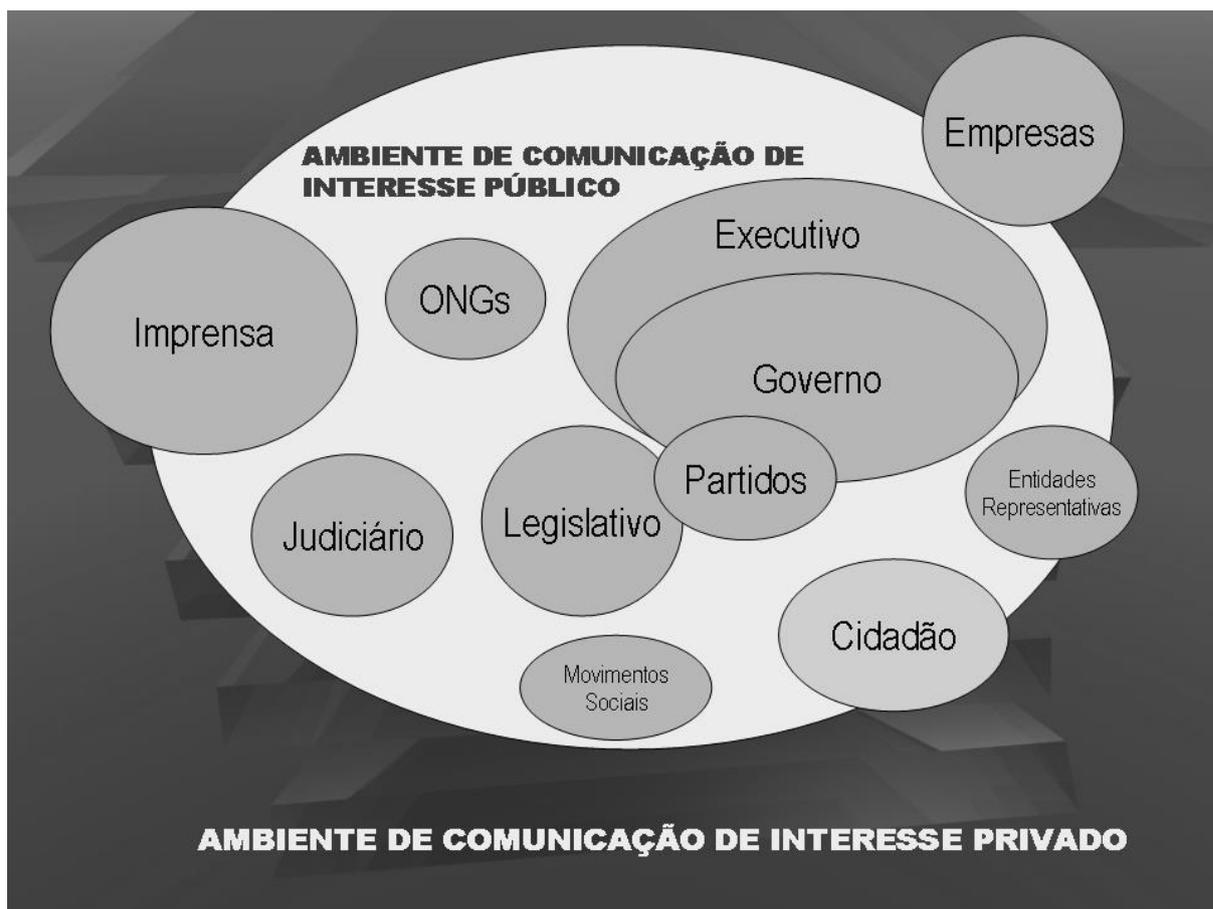 Empresas
AMBIENTE DE COMUNICAÇÃO DE
INTERESSE PÚBLICO
Executivo
ONGs
Imprensa
Governo
Partidos
Entidades
Representativas
Legislativo
Judiciário
Cidadão
Movimentos
Sociais
AMBIENTE DE COMUNICAÇÃO DE INTERESSE PRIVADO